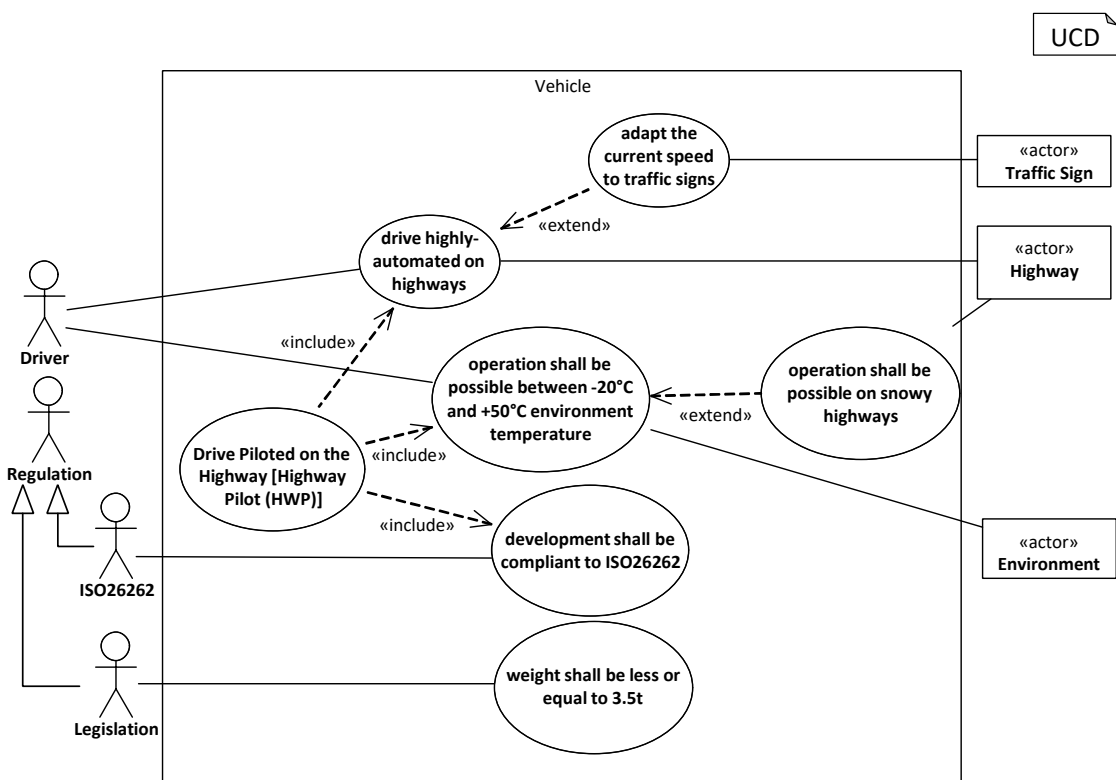 UCD
Vehicle
adapt the
current speed
to traffic signs
«actor»
Traffic Sign
«extend»
drive highly-
automated on
highways
«actor»
Highway
Driver
«include»
operation shall be
possible between -20°C
and +50°C environment
temperature
operation shall be
possible on snowy
highways
«extend»
Regulation
Drive Piloted on the
Highway [Highway
Pilot (HWP)]
«include»
«include»
development shall be
compliant to ISO26262
«actor»
Environment
ISO26262
weight shall be less or
equal to 3.5t
Legislation